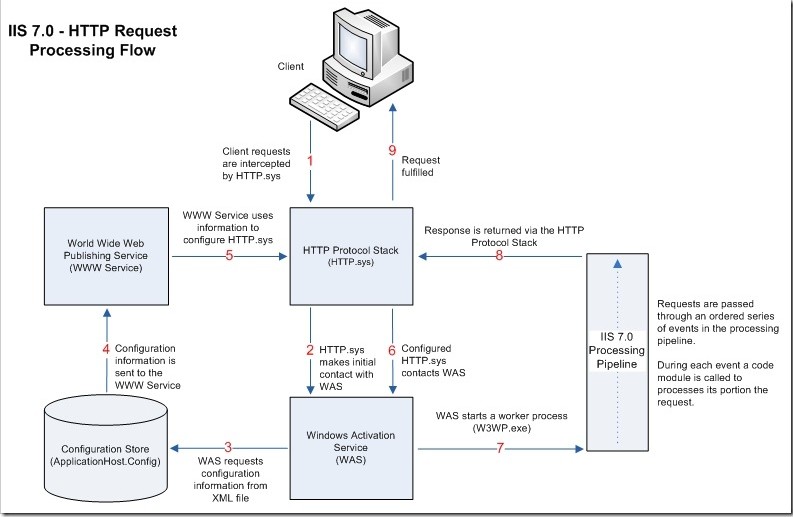 IIS 7.0 - HTTP Request
Processing Flow
Client
Client requests
are intercepted
by HTTP.sys
1
9
Request
fulfilled
World Wide Web
Publishing Service
(WWW Service)
WWW Service uses
information to
configure HTTP.sys
5
HTTP Protocol Stack
(HTTP.sys)
Response is returned via the HTTP
Protocol Stack
8
IIS 7.0
Processing
Pipeline
Requests are passed
through an ordered series
of events in the processing
pipeline.
During each event a code
module is called to
processes its portion the
request.
4
Configuration
information is
sent to the
WWW Service
2
HTTP.sys
makes initial
contact with
WAS
6
Configured
HTTP.sys
contacts WAS
Configuration Store
(ApplicationHost.Config)
3
WAS requests
configuration
information from
XML file
Windows Activation
Service
(WAS)
WAS starts a worker process
(W3WP.exe)
7